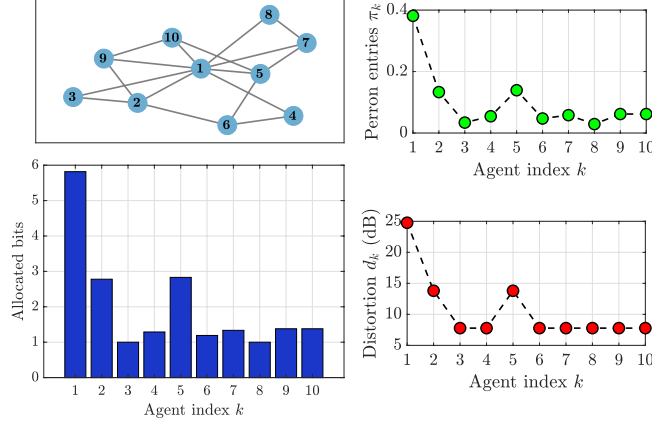 8
10
7
9
1
5
3
2
4
6
0.4
0.2
0
Perron entries πk
1 2 3 4 5 6 7 8 9 10
Agent index k
6
5
4
3
2
1
0
Allocated bits
1 2 3 4 5 6 7 8 9 10
Agent index k
25
20
15
10
5
Distortion dk (dB)
1 2 3 4 5 6 7 8 9 10
Agent index k